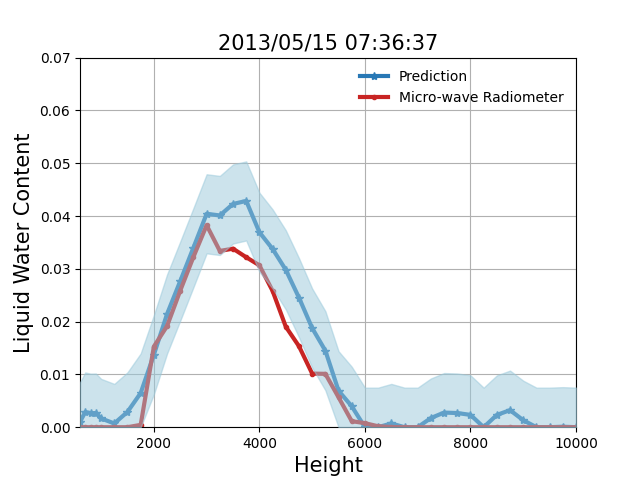 2013/05/15 07:36:37
0.07
0.06
0.05
0.04
0.03
0.02
0.01
0.00
Liquid Water Content
Prediction
Micro-wave Radiometer
2000 4000 6000 8000 10000
Height